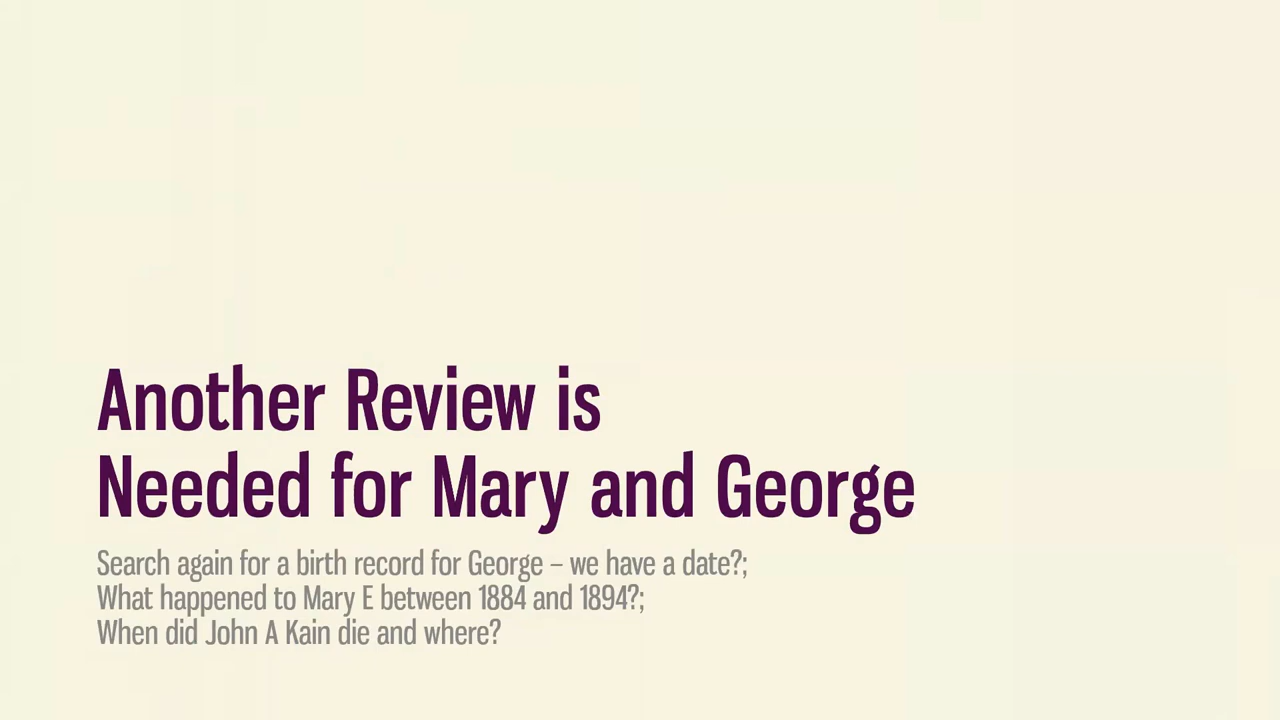 Another Review is
Needed for Mary and George
Search again for a birth record for George – we have a date?;
What happened to Mary E between 1884 and 1894?;
When did John A Kain die and where?